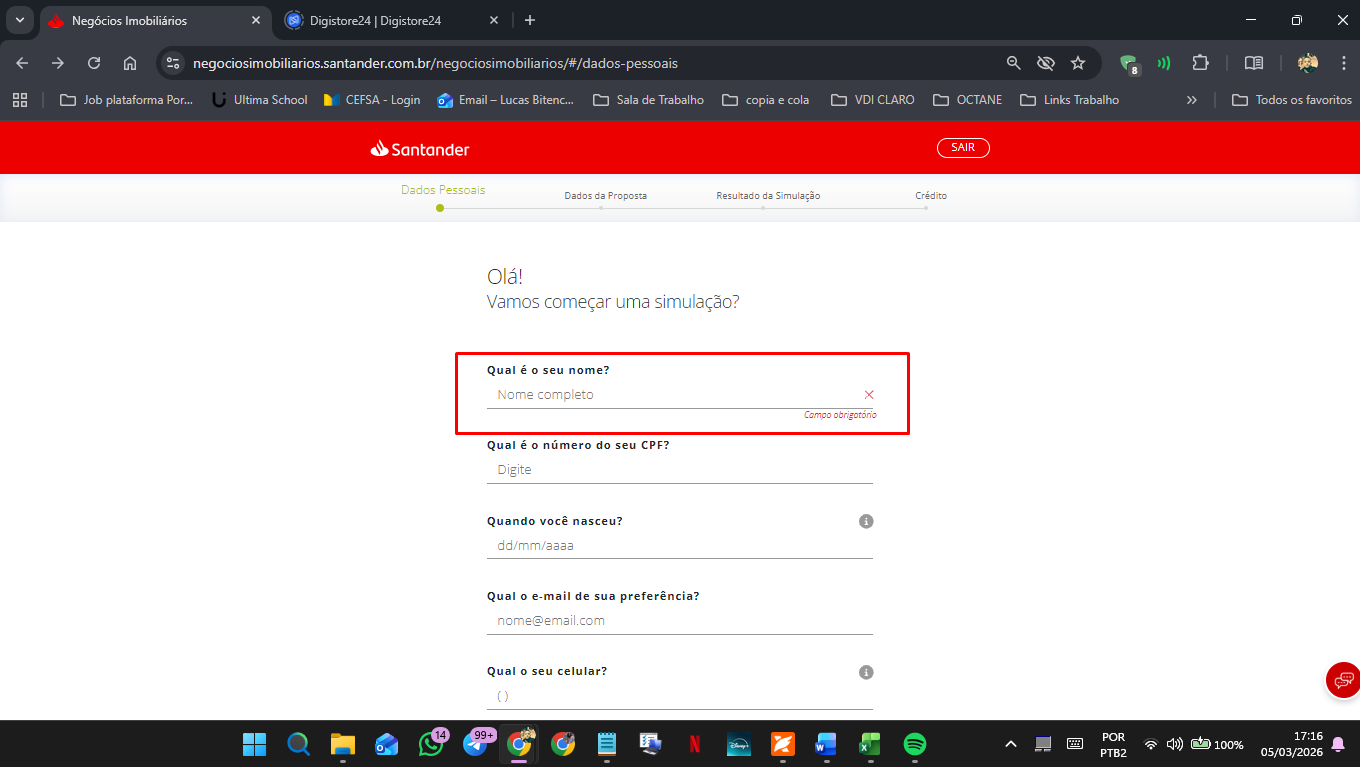 Negócios Imobiliários
Digistore24 | Digistore24
negociosimobiliarios.santander.com.br/negociosimobiliarios/#/dados-pessoais
8
Job plataforma Por...
Ultima School
CEFSA - Login
Email – Lucas Bitenc...
Sala de Trabalho
copia e cola
VDI CLARO
OCTANE
Links Trabalho
Todos os favoritos
Santander
SAIR
Dados Pessoais
Dados da Proposta
Resultado da Simulação
Crédito
Olá!
Vamos começar uma simulação?
Qual é o seu nome?
Nome completo
Campo obrigatório
Qual é o número do seu CPF?
Digite
Quando você nasceu?
dd/mm/aaaa
Qual o e-mail de sua preferência?
nome@email.com
Qual o seu celular?
( )
14
99+
Disney+
N
W
X
POR
PTB2
100%
17:16
05/03/2026